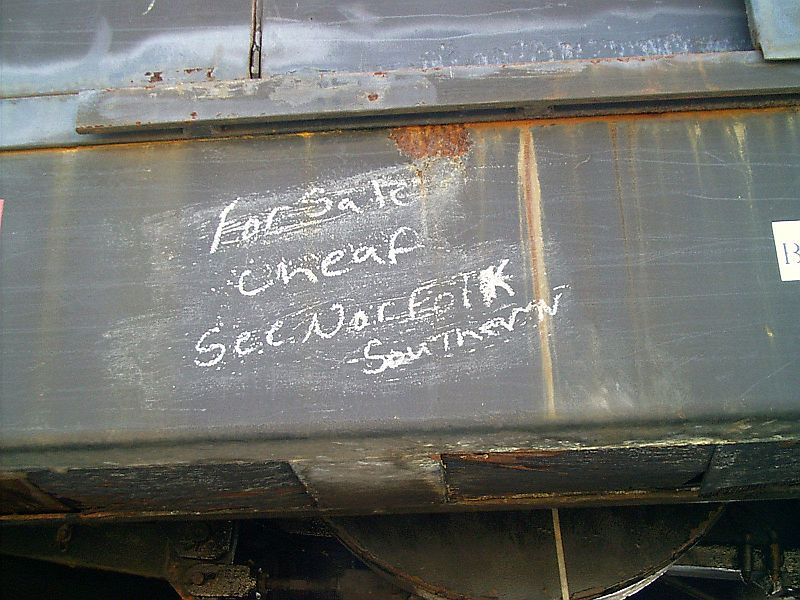 For Sale
cheap
See Norfolk
Southern
B